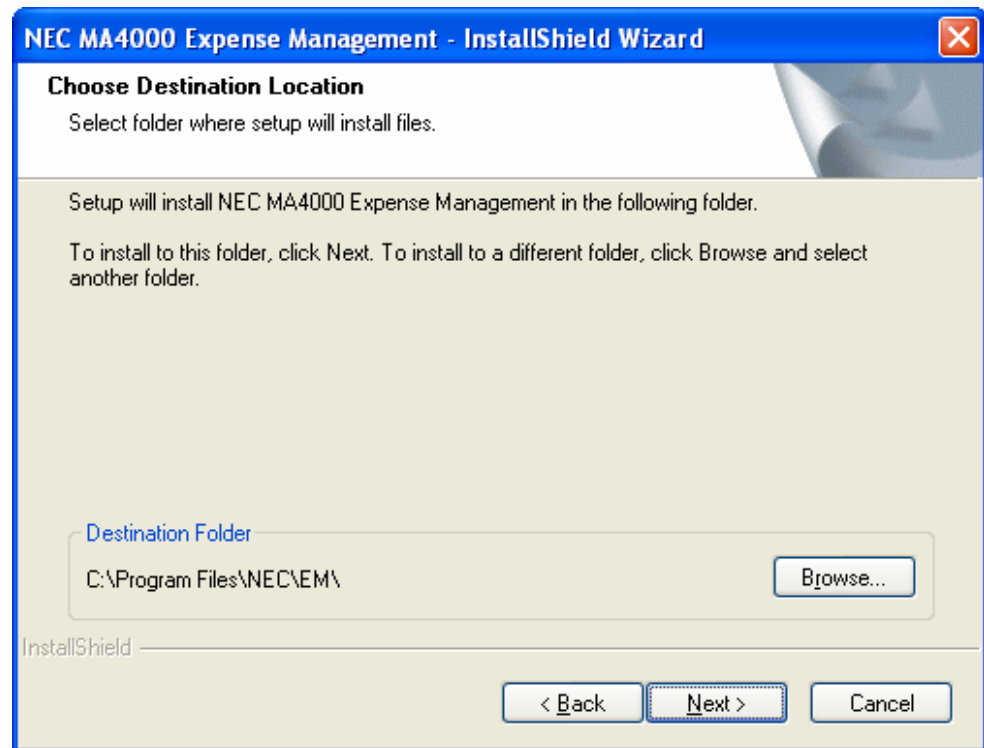 NEC MA4000 Expense Management - InstallShield Wizard
Choose Destination Location
Select folder where setup will install files.
Setup will install NEC MA4000 Expense Management in the following folder.
To install to this folder, click Next. To install to a different folder, click Browse and select
another folder.
Destination Folder
C:\Program Files\NEC\EM\
Browse...
InstallShield
< Back
Next >
Cancel